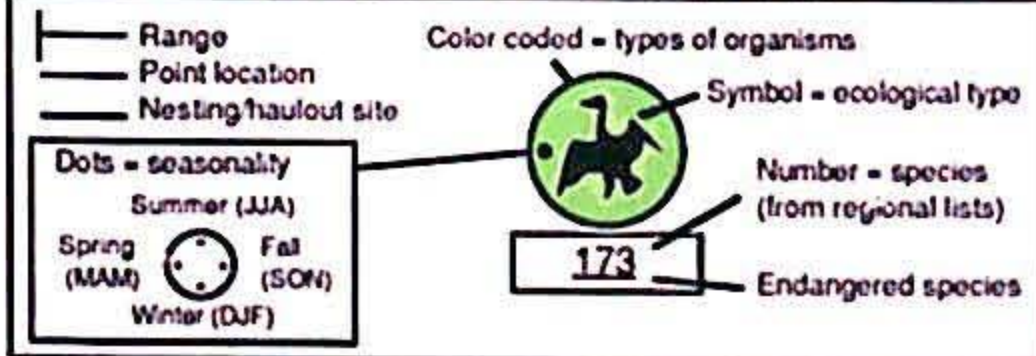 Range
Point location
Nesting/haulout site
Color coded = types of organisms
Symbol = ecological type
Number = species
(from regional lists)
173
Endangered species
Dots = seasonality
Summer (JJA)
Spring
(MAM)
Fall
(SON)
Winter (DJF)